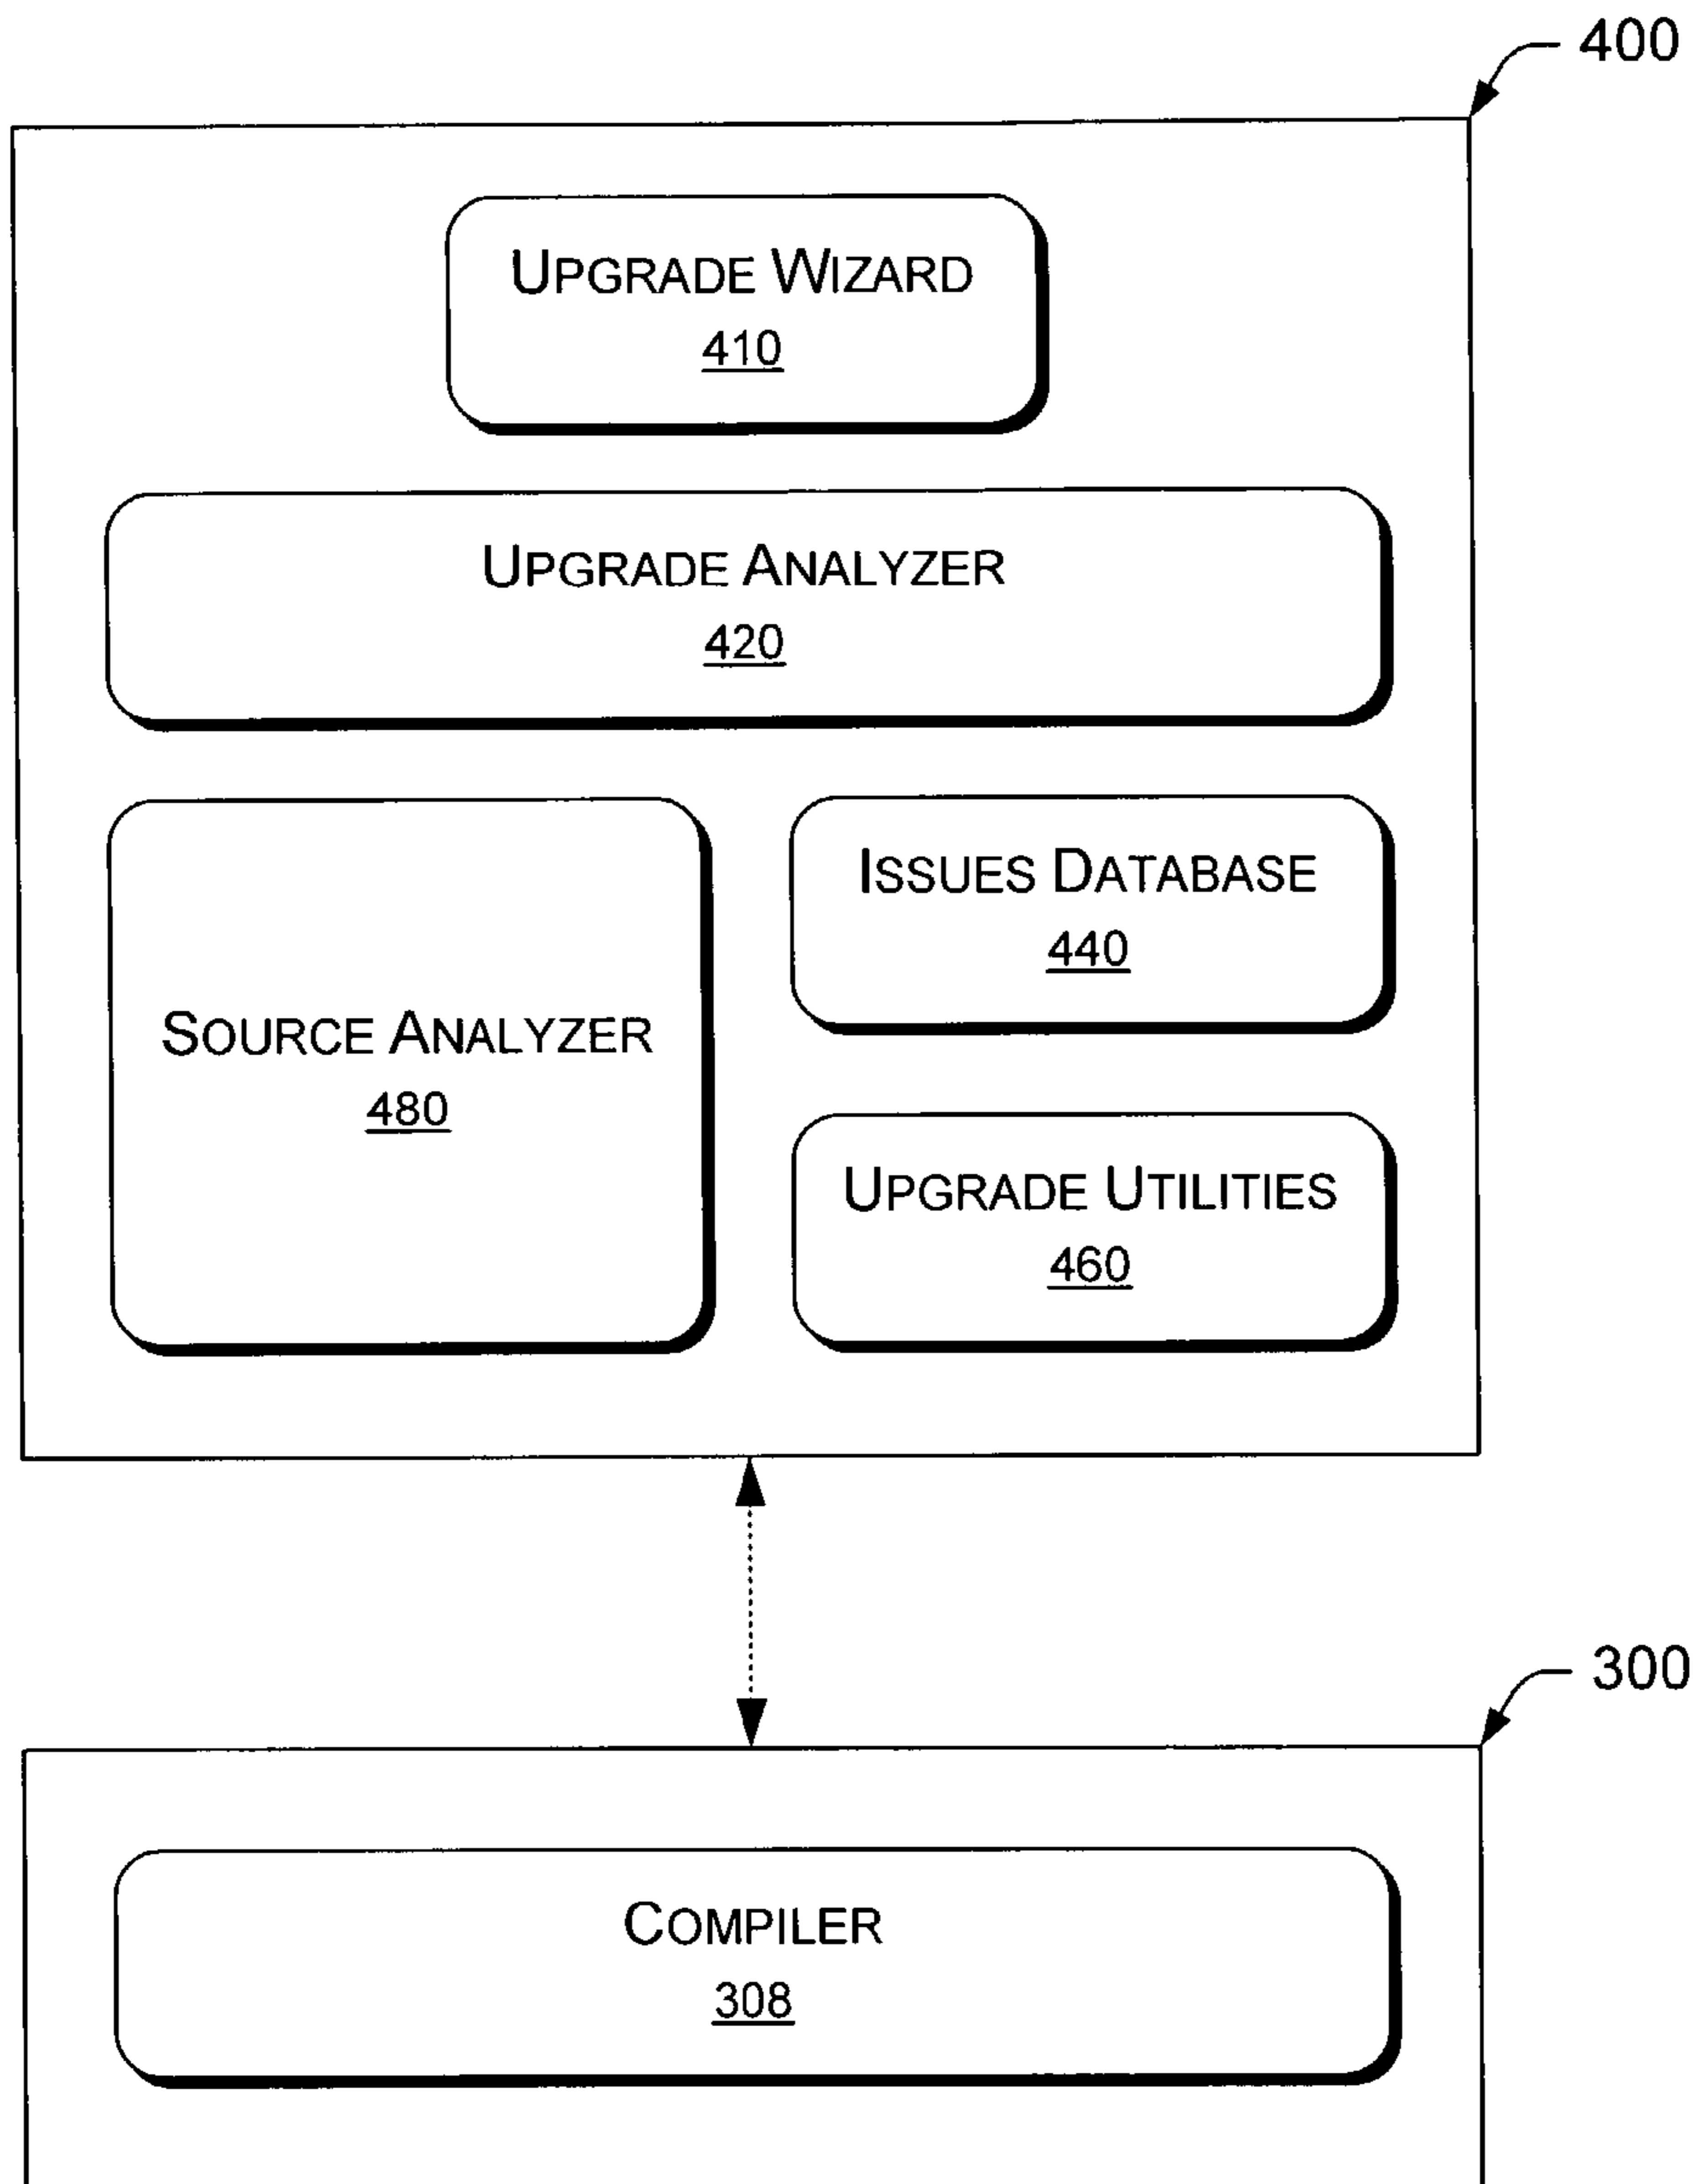 400
UPGRADE WIZARD
410
UPGRADE ANALYZER
420
SOURCE ANALYZER
480
ISSUES DATABASE
440
UPGRADE UTILITIES
460
300
COMPILER
308